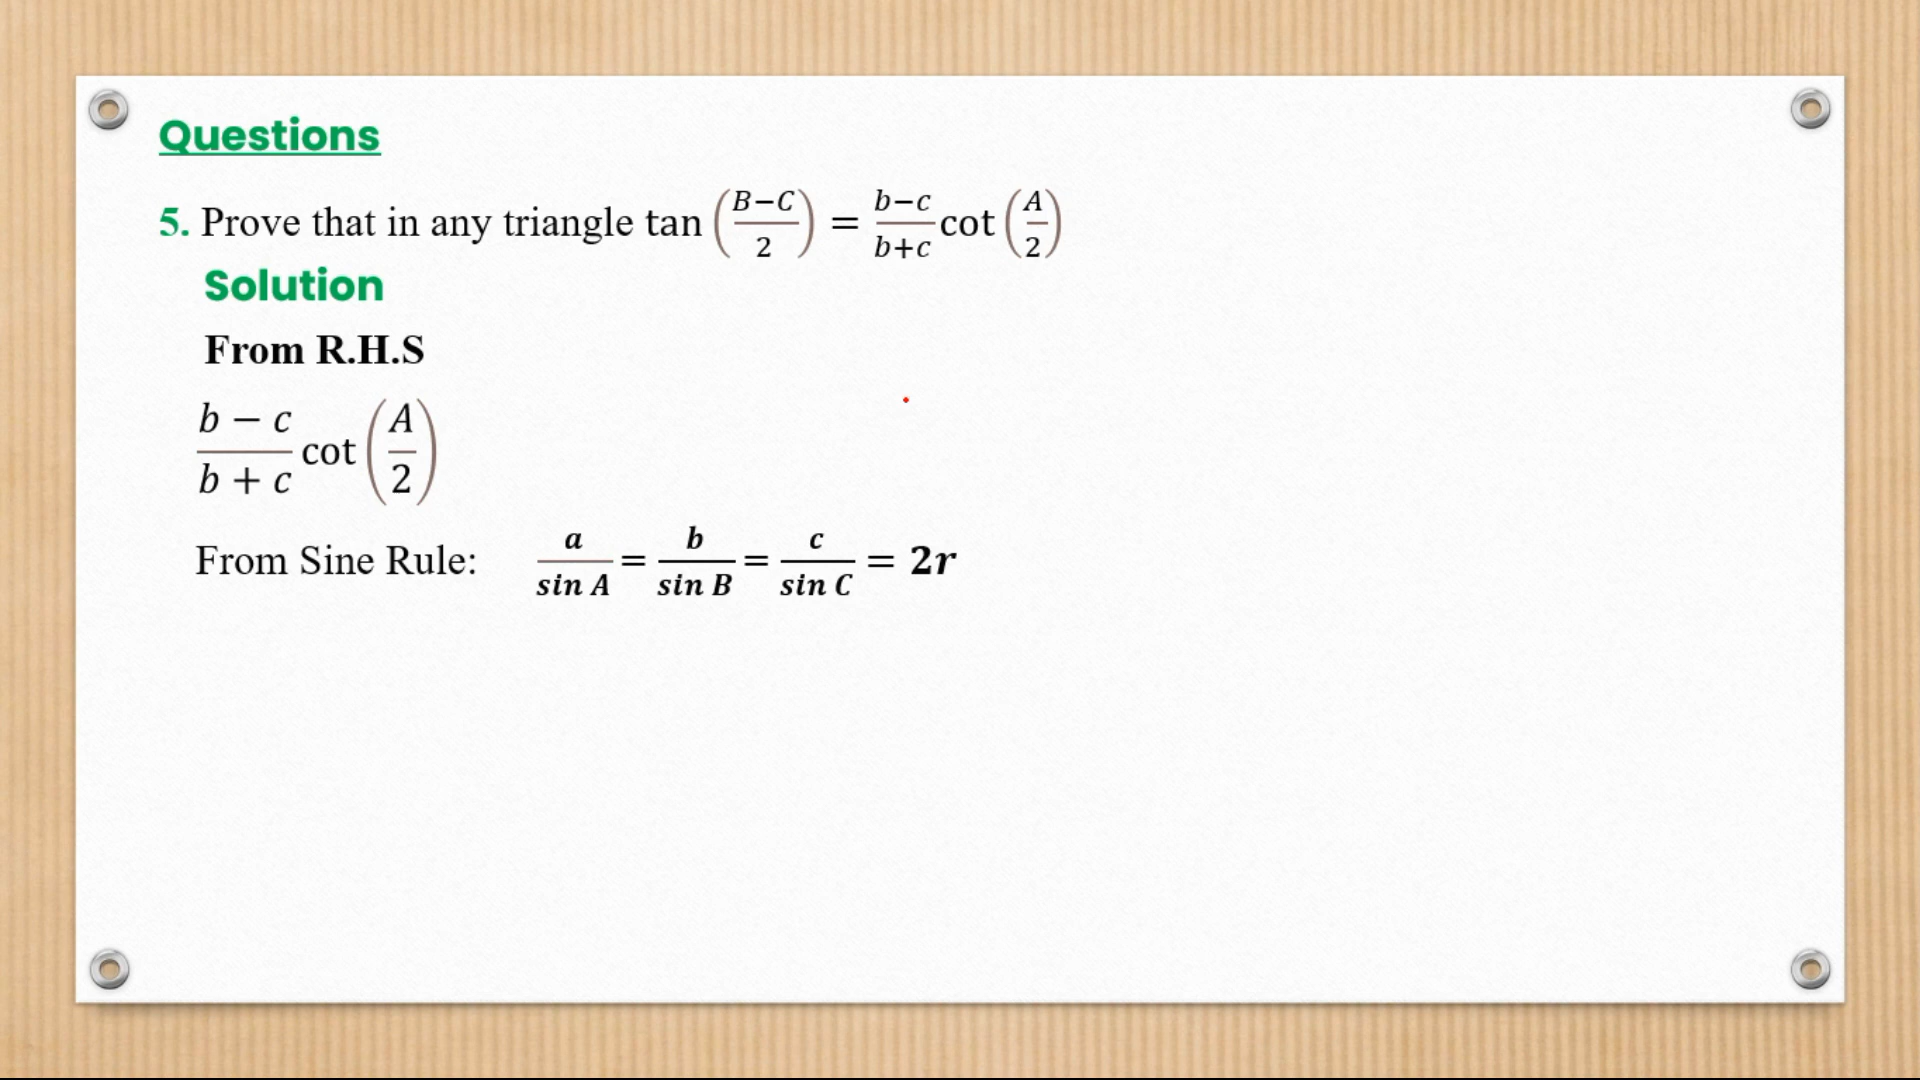 Questions
5. Prove that in any triangle tan ((B−C)/2) = (b−c)/(b+c) cot (A/2)
Solution
From R.H.S
(b − c)/(b + c) cot (A/2)
From Sine Rule: a/sin A = b/sin B = c/sin C = 2r